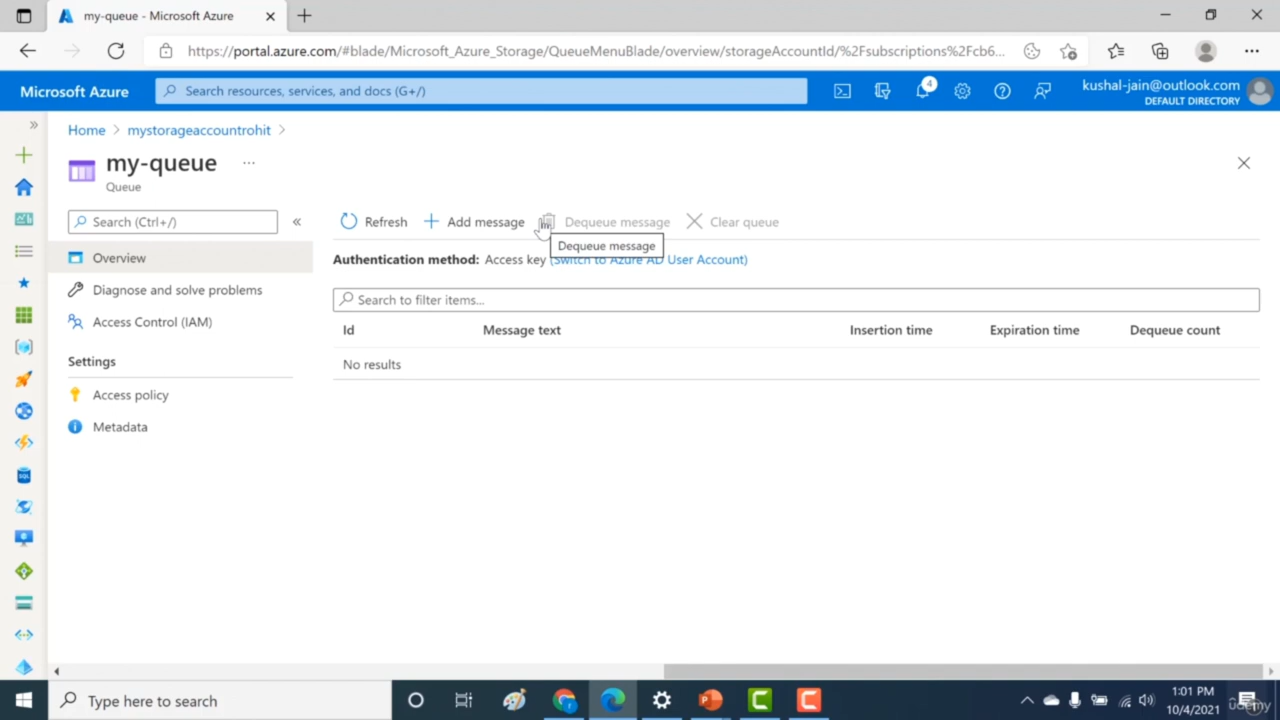 my-queue - Microsoft Azure
https://portal.azure.com/#blade/Microsoft_Azure_Storage/QueueMenuBlade/overview/storageAccountId/%2Fsubscriptions%2Fcb6...
Microsoft Azure
Search resources, services, and docs (G+/)
4
kushal-jain@outlook.com
DEFAULT DIRECTORY
Home > mystorageaccountrohit >
my-queue ...
Queue
Search (Ctrl+/)
«
Refresh
Add message
Dequeue message
Clear queue
Dequeue message
Overview
Authentication method: Access key (Switch to Azure AD User Account)
Diagnose and solve problems
Search to filter items...
Access Control (IAM)
Id Message text Insertion time Expiration time Dequeue count
Settings
No results
Access policy
Metadata
SQL
Type here to search
1:01 PM
10/4/2021
udemy